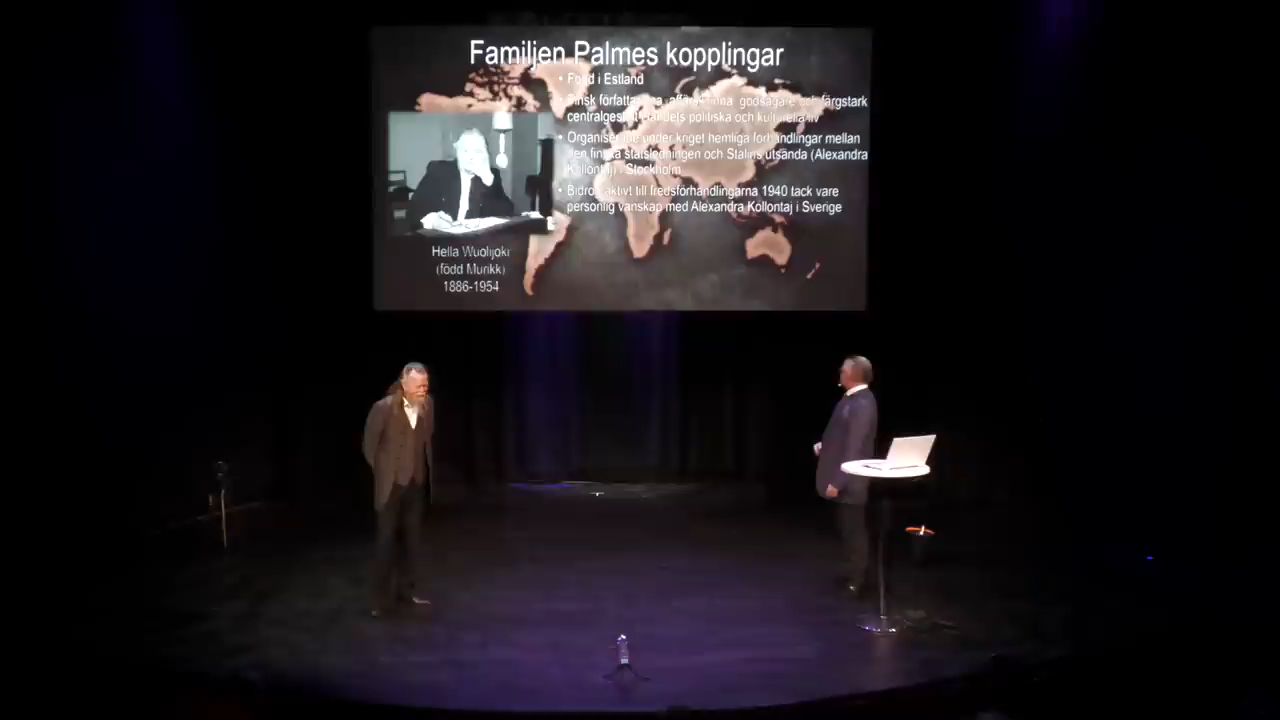 Familjen Palmes kopplingar
• Född i Estland
• Finsk författarinna, affärskvinna, godsägare och färgstark
centralgestalt i landets politiska och kulturella liv
• Organiserade under kriget hemliga förhandlingar mellan
den finska statsledningen och Stalins utsända (Alexandra
Kollontaj) i Stockholm
• Bidrog aktivt till fredsförhandlingarna 1940 tack vare
personlig vänskap med Alexandra Kollontaj i Sverige
Hella Wuolijoki
(född Murrik)
1886-1954